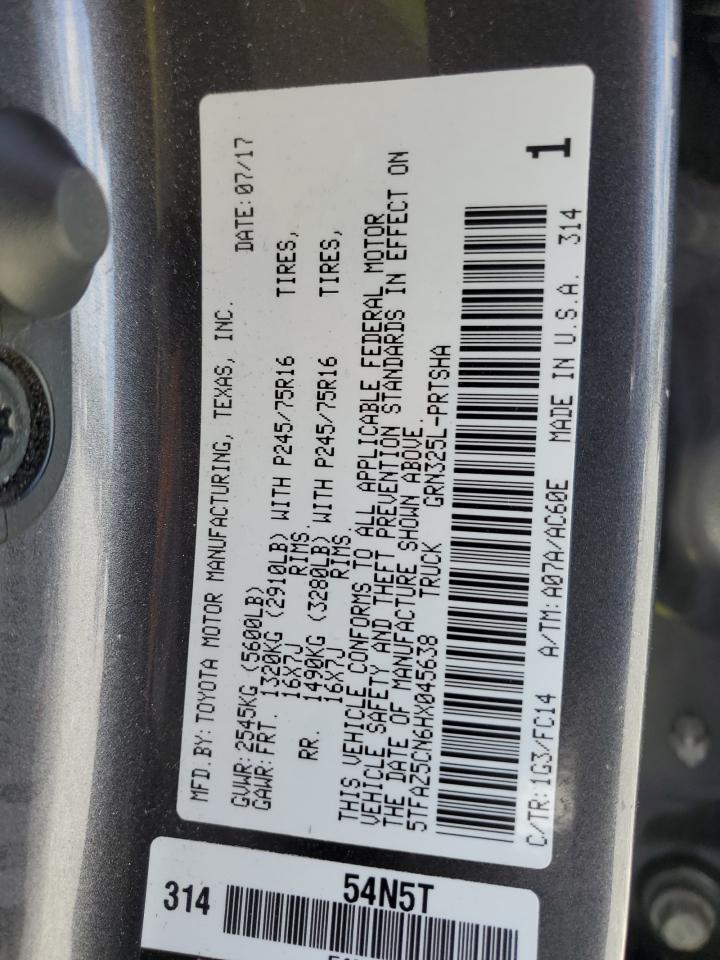 MFD. BY: TOYOTA MOTOR MANUFACTURING, TEXAS, INC. DATE: 07/17
GVWR: 2545KG (5600LB)
GAWR: FRT. 1320KG (2910LB) WITH P245/75R16 TIRES,
16X7J RIMS.
RR. 1490KG (3280LB) WITH P245/75R16 TIRES,
16X7J RIMS.
THIS VEHICLE CONFORMS TO ALL APPLICABLE FEDERAL MOTOR
VEHICLE SAFETY AND THEFT PREVENTION STANDARDS IN EFFECT ON
THE DATE OF MANUFACTURE SHOWN ABOVE.
5TFAZ5CN6HX045638 TRUCK GRN325L-PRTSHA
1
C/TR: 1G3/FC14 A/TM: A07A/AC60E MADE IN U.S.A. 314
314 54N5T